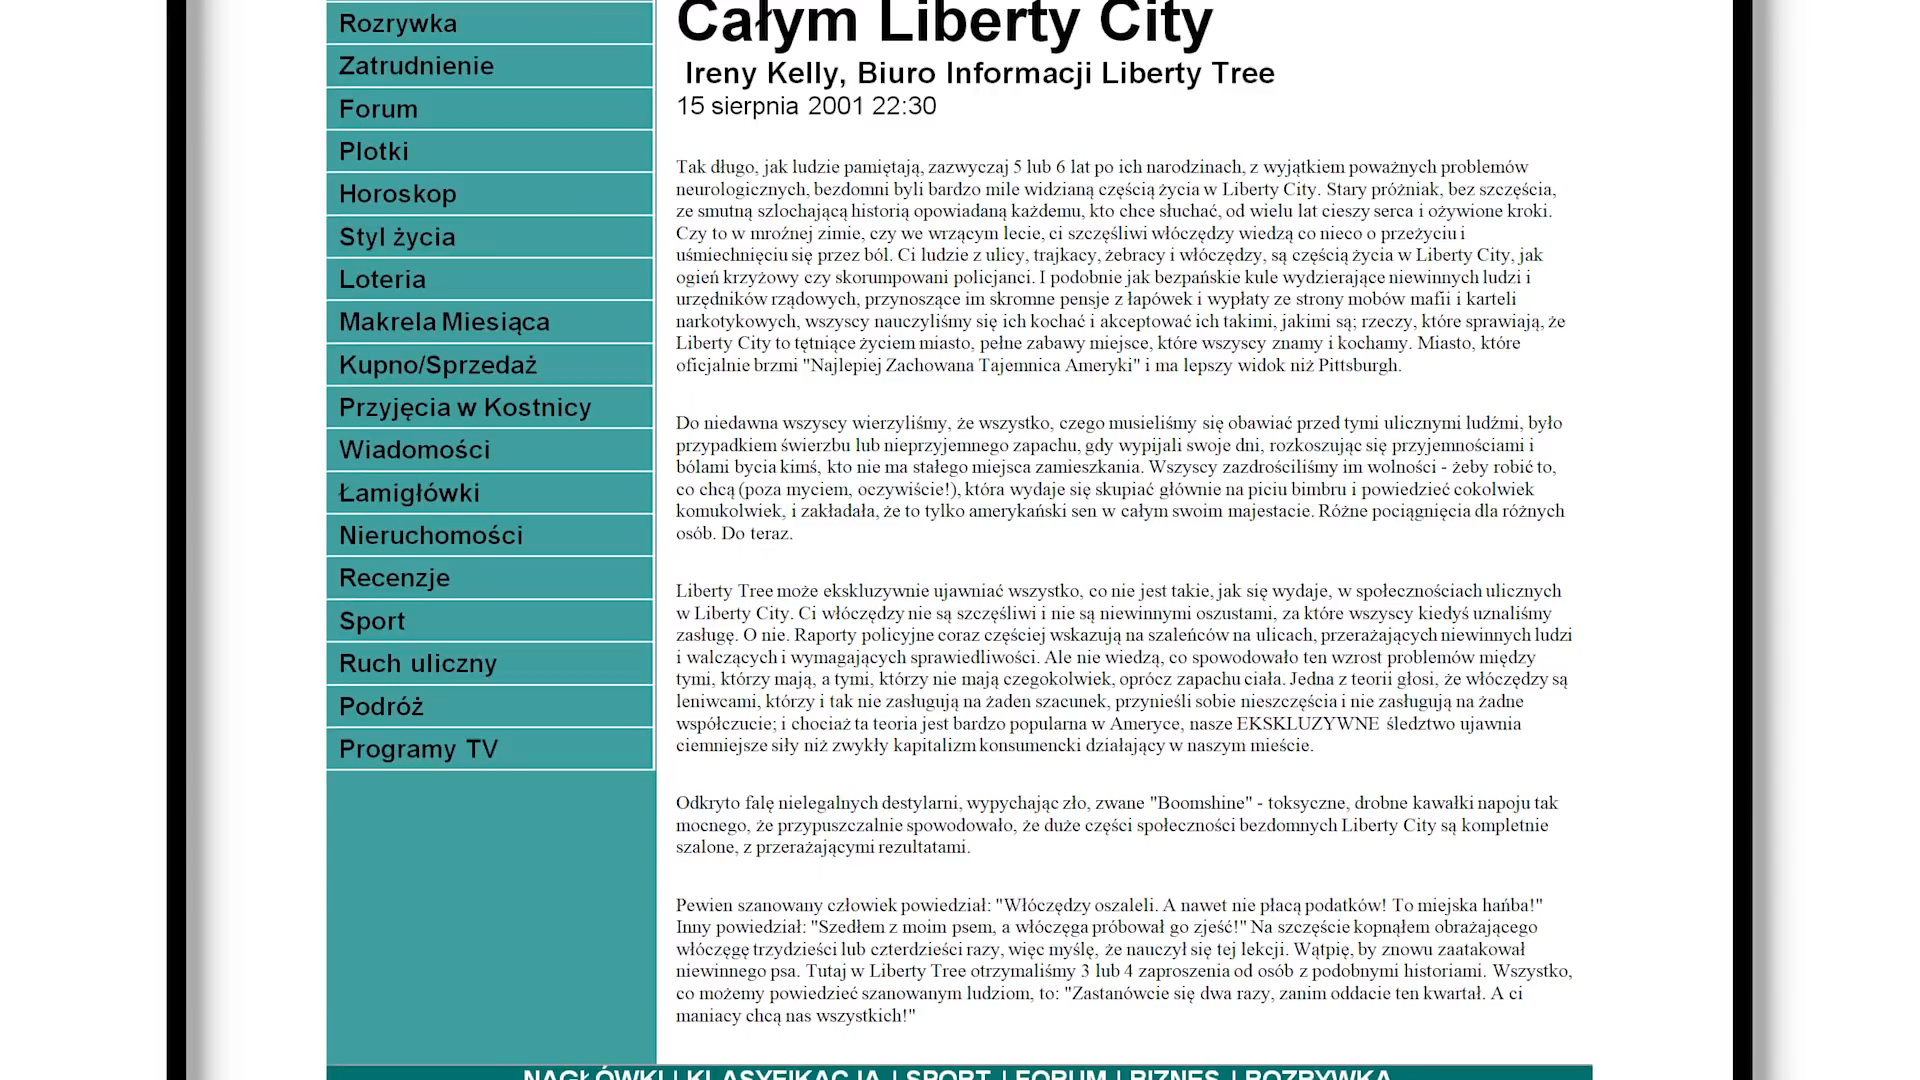 Całym Liberty City
Ireny Kelly, Biuro Informacji Liberty Tree
15 sierpnia 2001 22:30
Rozrywka
Zatrudnienie
Forum
Plotki
Horoskop
Styl życia
Loteria
Makrela Miesiąca
Kupno/Sprzedaż
Przyjęcia w Kostnicy
Wiadomości
Łamigłówki
Nieruchomości
Recenzje
Sport
Ruch uliczny
Podróż
Programy TV
Tak długo, jak ludzie pamiętają, zazwyczaj 5 lub 6 lat po ich narodzinach, z wyjątkiem poważnych problemów
neurologicznych, bezdomni byli bardzo mile widzianą częścią życia w Liberty City. Stary próżniak, bez szczęścia,
ze smutną szlochającą historią opowiadaną każdemu, kto chce słuchać, od wielu lat cieszy serca i ożywione kroki.
Czy to w mroźnej zimie, czy we wrzącym lecie, ci szczęśliwi włóczędzy wiedzą co nieco o przeżyciu i
uśmiechnięciu się przez ból. Ci ludzie z ulicy, trajkacy, żebracy i włóczędzy, są częścią życia w Liberty City, jak
ogień krzyżowy czy skorumpowani policjanci. I podobnie jak bezpańskie kule wydzierające niewinnych ludzi i
urzędników rządowych, przynoszące im skromne pensje z łapówek i wypłaty ze strony mobów mafii i karteli
narkotykowych, wszyscy nauczyliśmy się ich kochać i akceptować ich takimi, jakimi są; rzeczy, które sprawiają, że
Liberty City to tętniące życiem miasto, pełne zabawy miejsce, które wszyscy znamy i kochamy. Miasto, które
oficjalnie brzmi "Najlepiej Zachowana Tajemnica Ameryki" i ma lepszy widok niż Pittsburgh.
Do niedawna wszyscy wierzyliśmy, że wszystko, czego musieliśmy się obawiać przed tymi ulicznymi ludźmi, było
przypadkiem świerzbu lub nieprzyjemnego zapachu, gdy wypijali swoje dni, rozkoszując się przyjemnościami i
bólami bycia kimś, kto nie ma stałego miejsca zamieszkania. Wszyscy zazdrościliśmy im wolności - żeby robić to,
co chcą (poza myciem, oczywiście!), która wydaje się skupiać głównie na piciu bimbru i powiedzieć cokolwiek
komukolwiek, i zakładała, że to tylko amerykański sen w całym swoim majestacie. Różne pociągnięcia dla różnych
osób. Do teraz.
Liberty Tree może ekskluzywnie ujawniać wszystko, co nie jest takie, jak się wydaje, w społecznościach ulicznych
w Liberty City. Ci włóczędzy nie są szczęśliwi i nie są niewinnymi oszustami, za które wszyscy kiedyś uznaliśmy
zasługę. O nie. Raporty policyjne coraz częściej wskazują na szaleńców na ulicach, przerażających niewinnych ludzi
i walczących i wymagających sprawiedliwości. Ale nie wiedzą, co spowodowało ten wzrost problemów między
tymi, którzy mają, a tymi, którzy nie mają czegokolwiek, oprócz zapachu ciała. Jedna z teorii głosi, że włóczędzy są
leniwcami, którzy i tak nie zasługują na żaden szacunek, przynieśli sobie nieszczęścia i nie zasługują na żadne
współczucie; i chociaż ta teoria jest bardzo popularna w Ameryce, nasze EKSKLUZYWNE śledztwo ujawnia
ciemniejsze siły niż zwykły kapitalizm konsumencki działający w naszym mieście.
Odkryto falę nielegalnych destylarni, wypychając zło, zwane "Boomshine" - toksyczne, drobne kawałki napoju tak
mocnego, że przypuszczalnie spowodowało, że duże części społeczności bezdomnych Liberty City są kompletnie
szalone, z przerażającymi rezultatami.
Pewien szanowany człowiek powiedział: "Włóczędzy oszaleli. A nawet nie płacą podatków! To miejska hańba!"
Inny powiedział: "Szedłem z moim psem, a włóczęga próbował go zjeść!" Na szczęście kopnąłem obrażającego
włóczęgę trzydzieści lub czterdzieści razy, więc myślę, że nauczył się tej lekcji. Wątpię, by znowu zaatakował
niewinnego psa. Tutaj w Liberty Tree otrzymaliśmy 3 lub 4 zaproszenia od osób z podobnymi historiami. Wszystko,
co możemy powiedzieć szanowanym ludziom, to: "Zastanówcie się dwa razy, zanim oddacie ten kwartał. A ci
maniacy chcą nas wszystkich!"
NAGŁÓWKI | KLASYFIKACJA | SPORT | FORUM | BIZNES | ROZRYWKA